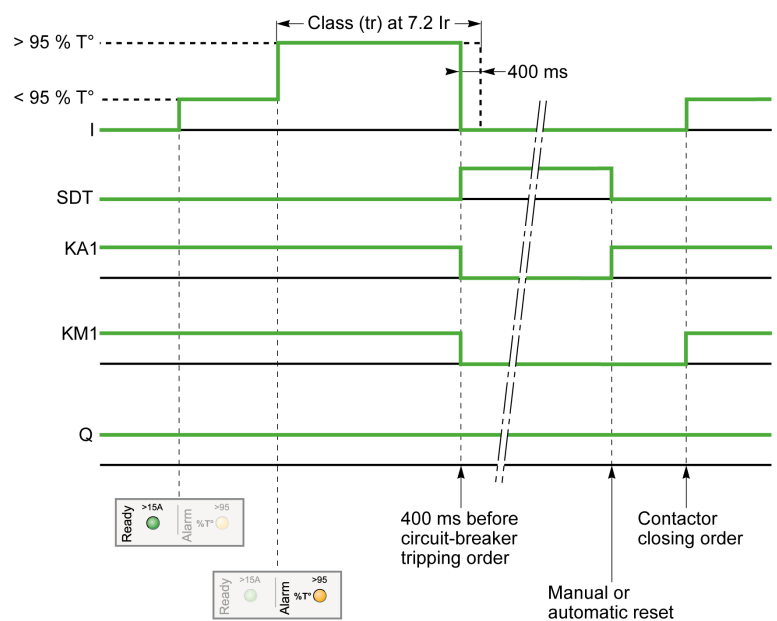 Class (tr) at 7.2 Ir
> 95 % T°
400 ms
< 95 % T°
I
SDT
KA1
KM1
Q
Ready
>15A
Alarm
>95
%T°
400 ms before
circuit-breaker
tripping order
Contactor
closing order
Ready
>15A
Alarm
>95
%T°
Manual or
automatic reset